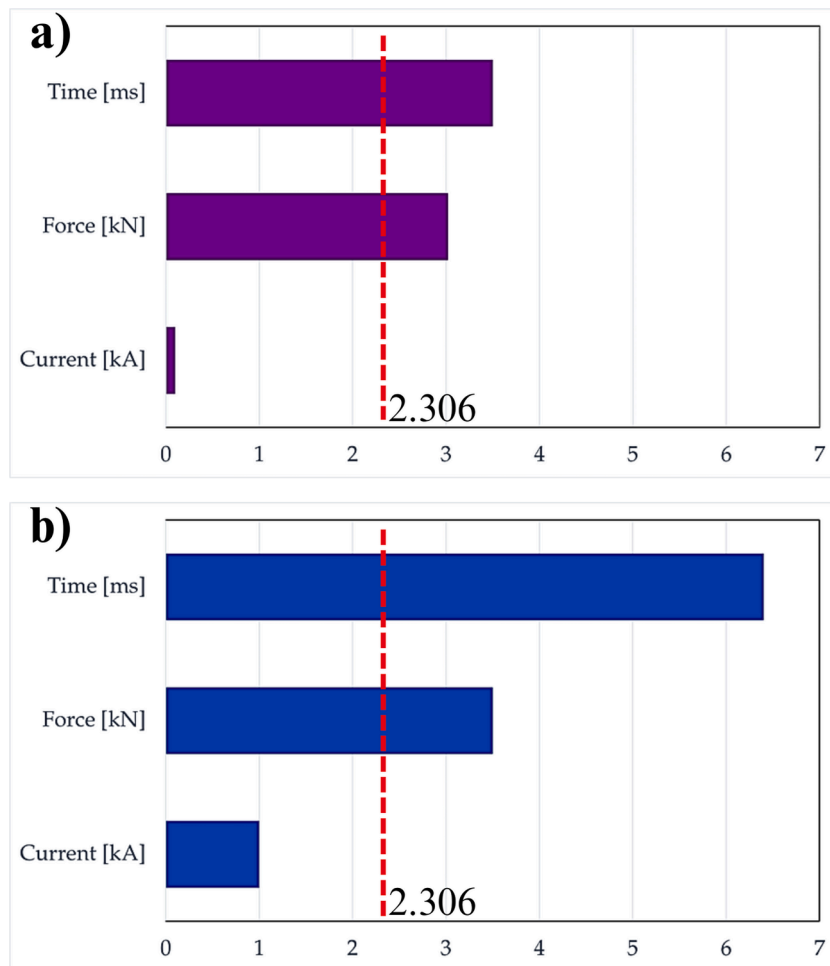 a)
Time [ms]
Force [kN]
Current [kA]
2.306
0 1 2 3 4 5 6 7
b)
Time [ms]
Force [kN]
Current [kA]
2.306
0 1 2 3 4 5 6 7